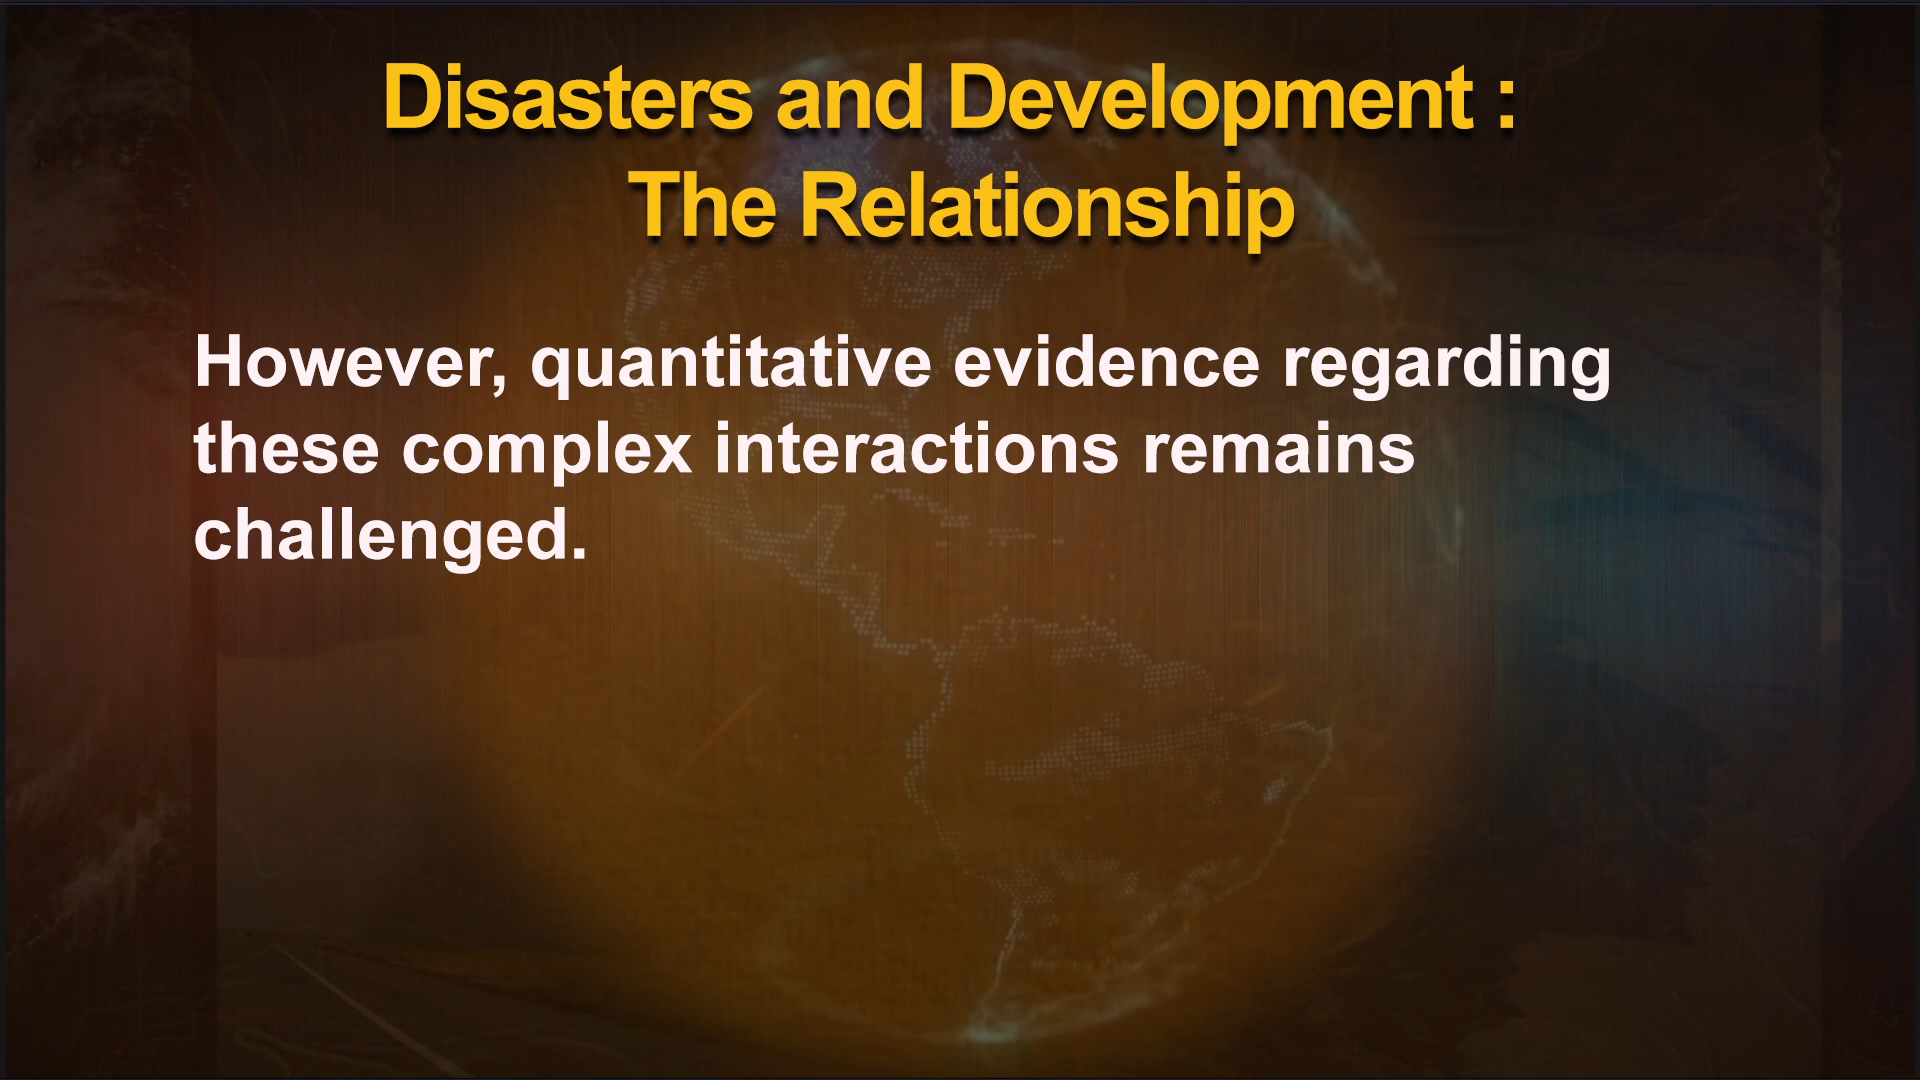 Disasters and Development :
The Relationship
However, quantitative evidence regarding
these complex interactions remains
challenged.